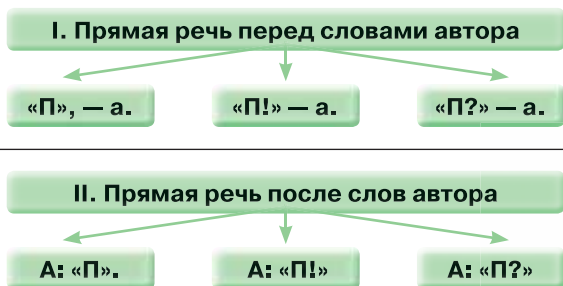 I. Прямая речь перед словами автора
«П», — а. «П!» — а. «П?» — а.
II. Прямая речь после слов автора
А: «П». А: «П!» А: «П?»